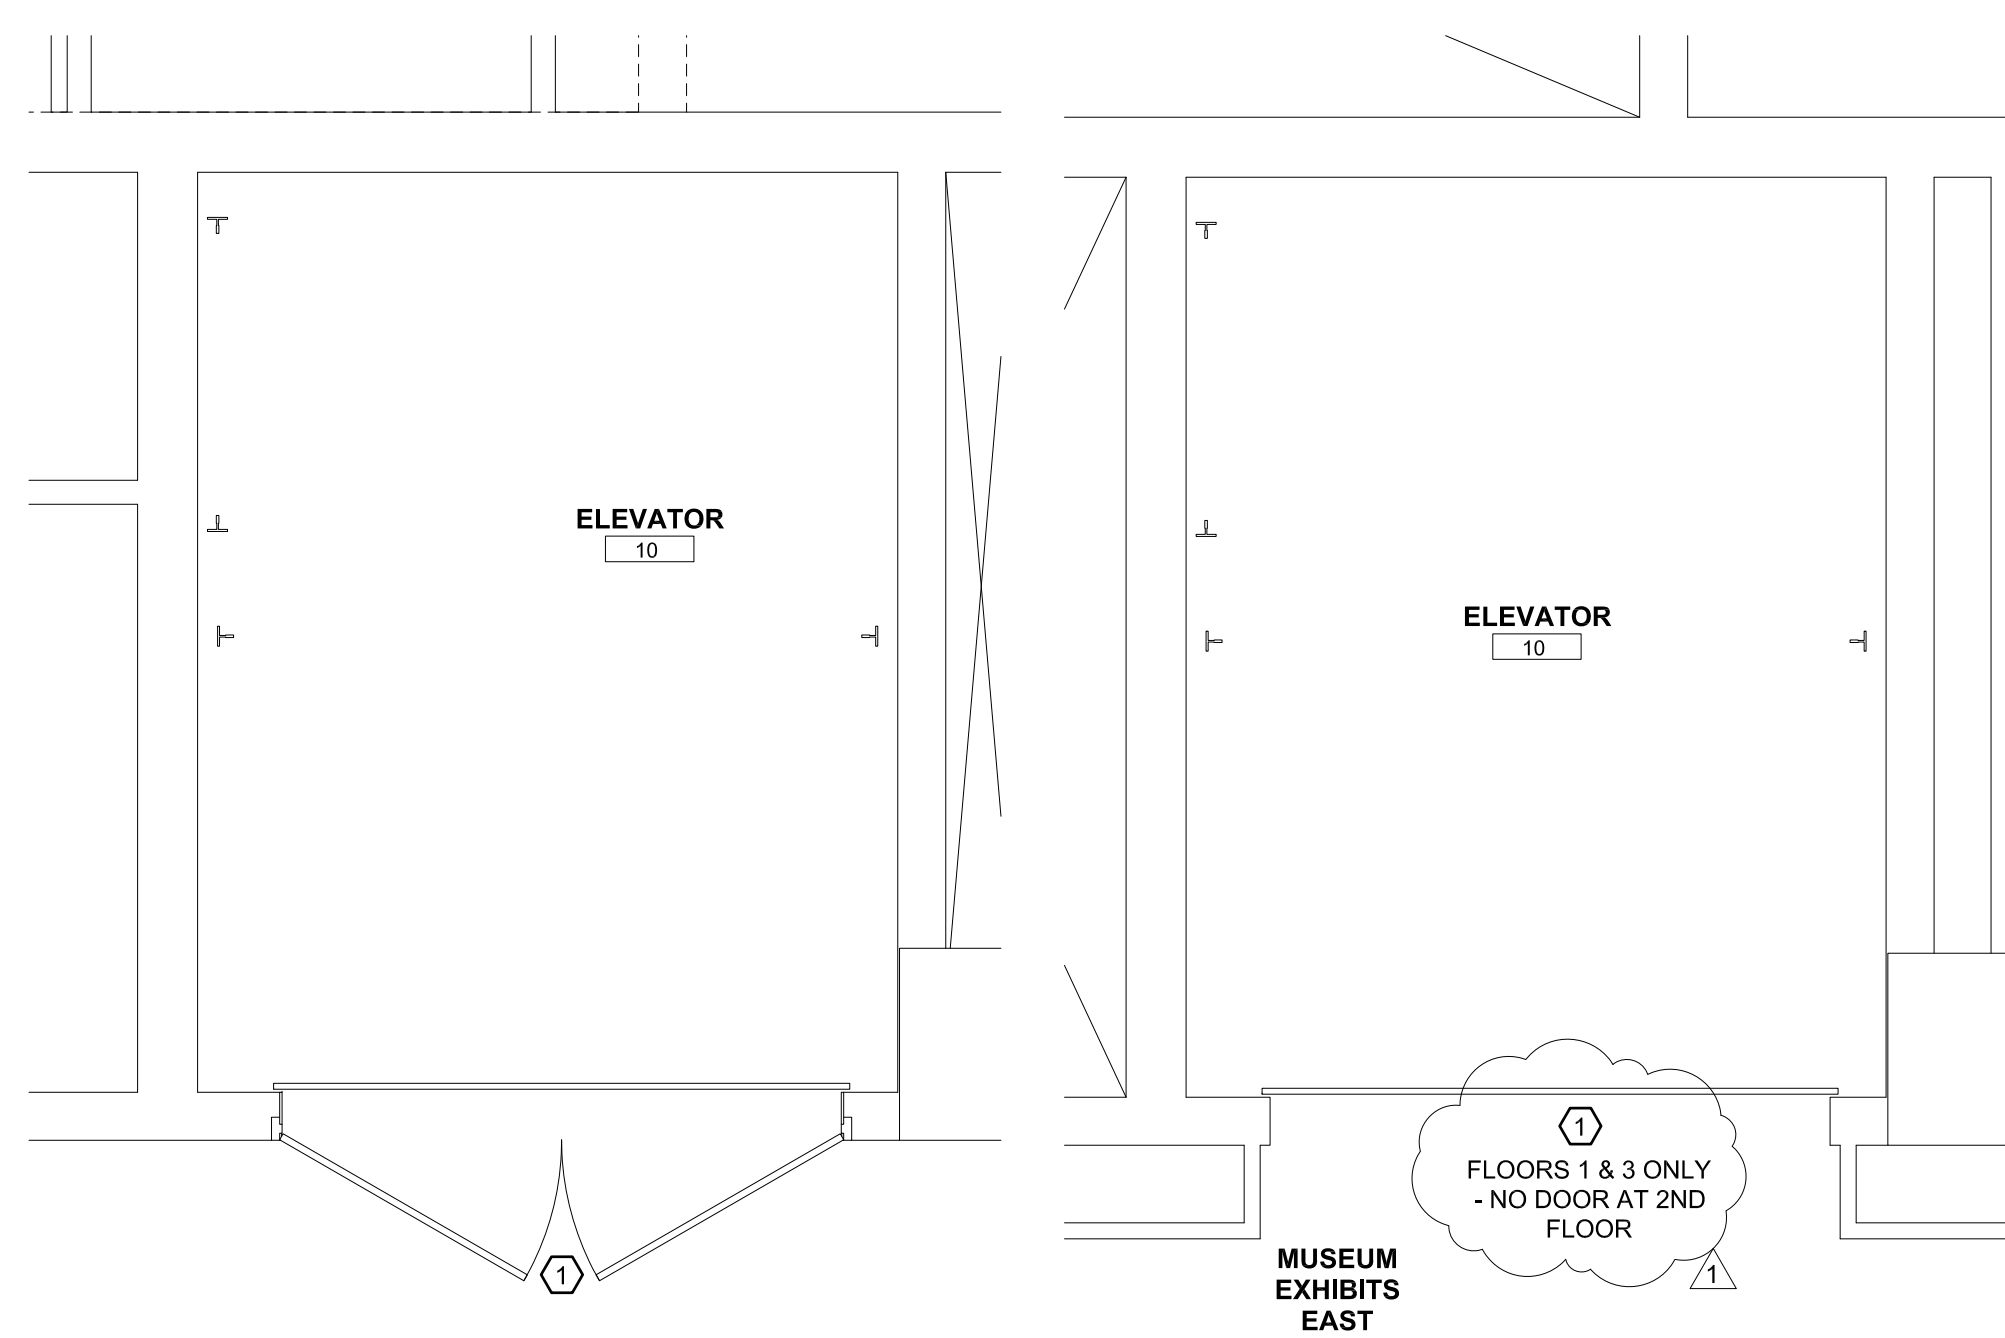 ELEVATOR
10
1
ELEVATOR
10
1
FLOORS 1 & 3 ONLY
- NO DOOR AT 2ND
FLOOR
1
MUSEUM
EXHIBITS
EAST